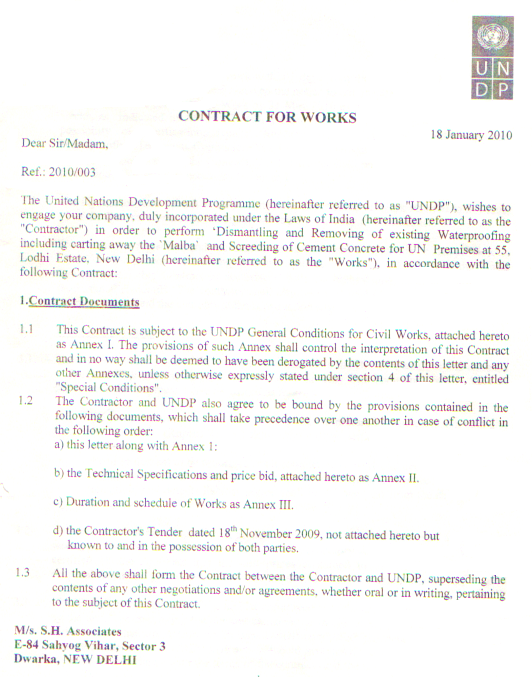 U N
D P
CONTRACT FOR WORKS
18 January 2010
Dear Sir/Madam,
Ref.: 2010/003
The United Nations Development Programme (hereinafter referred to as "UNDP"), wishes to
engage your company, duly incorporated under the Laws of India (hereinafter referred to as the
"Contractor") in order to perform 'Dismantling and Removing of existing Waterproofing
including carting away the `Malba` and Screeding of Cement Concrete for UN Premises at 55,
Lodhi Estate, New Delhi (hereinafter referred to as the "Works"), in accordance with the
following Contract:
1.Contract Documents
1.1 This Contract is subject to the UNDP General Conditions for Civil Works, attached hereto
as Annex I. The provisions of such Annex shall control the interpretation of this Contract
and in no way shall be deemed to have been derogated by the contents of this letter and any
other Annexes, unless otherwise expressly stated under section 4 of this letter, entitled
"Special Conditions".
1.2 The Contractor and UNDP also agree to be bound by the provisions contained in the
following documents, which shall take precedence over one another in case of conflict in
the following order:
a) this letter along with Annex 1:
b) the Technical Specifications and price bid, attached hereto as Annex II.
c) Duration and schedule of Works as Annex III.
d) the Contractor's Tender dated 18th November 2009, not attached hereto but
known to and in the possession of both parties.
1.3 All the above shall form the Contract between the Contractor and UNDP, superseding the
contents of any other negotiations and/or agreements, whether oral or in writing, pertaining
to the subject of this Contract.
M/s. S.H. Associates
E-84 Sahyog Vihar, Sector 3
Dwarka, NEW DELHI